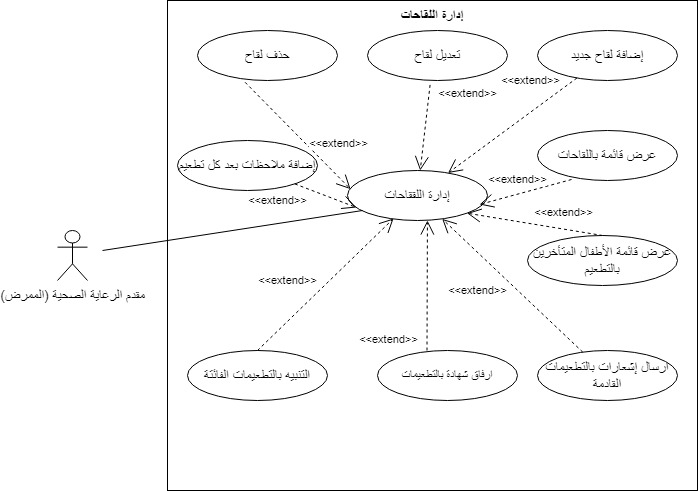 إدارة اللقاحات
إضافة لقاح جديد
تعديل لقاح
حذف لقاح
<<extend>>
<<extend>>
<<extend>>
عرض قائمة باللقاحات
إضافة ملاحظات بعد كل تطعيم
<<extend>>
إدارة اللققاحات
<<extend>>
<<extend>>
عرض قائمة الأطفال المتأخرين
بالتطعيم
مقدم الرعاية الصحية (الممرض)
<<extend>>
<<extend>>
<<extend>>
ارسال إشعارات بالتطعيمات
القادمة
ارفاق شهادة بالتطعيمات
التنبيه بالتطعيمات الفائتة